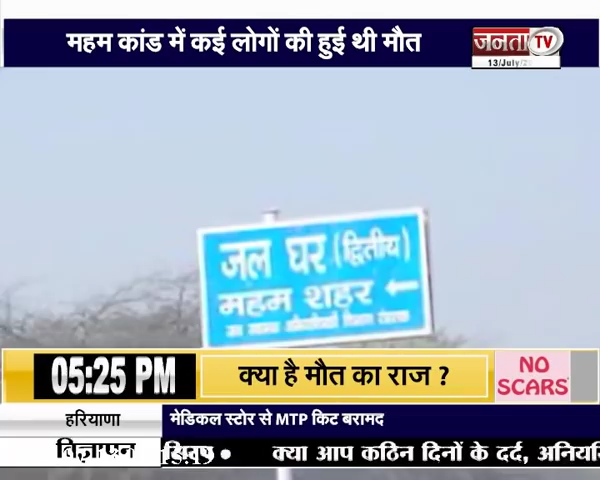 महम कांड में कई लोगों की हुई थी मौत
जनता TV
13/July/2
जल घर (द्वितीय)
महम शहर ←
05:25 PM
क्या है मौत का राज ?
NO
SCARS
हरियाणा
मेडिकल स्टोर से MTP किट बरामद
विज्ञापन
क्या आप कठिन दिनों के दर्द, अनियमि